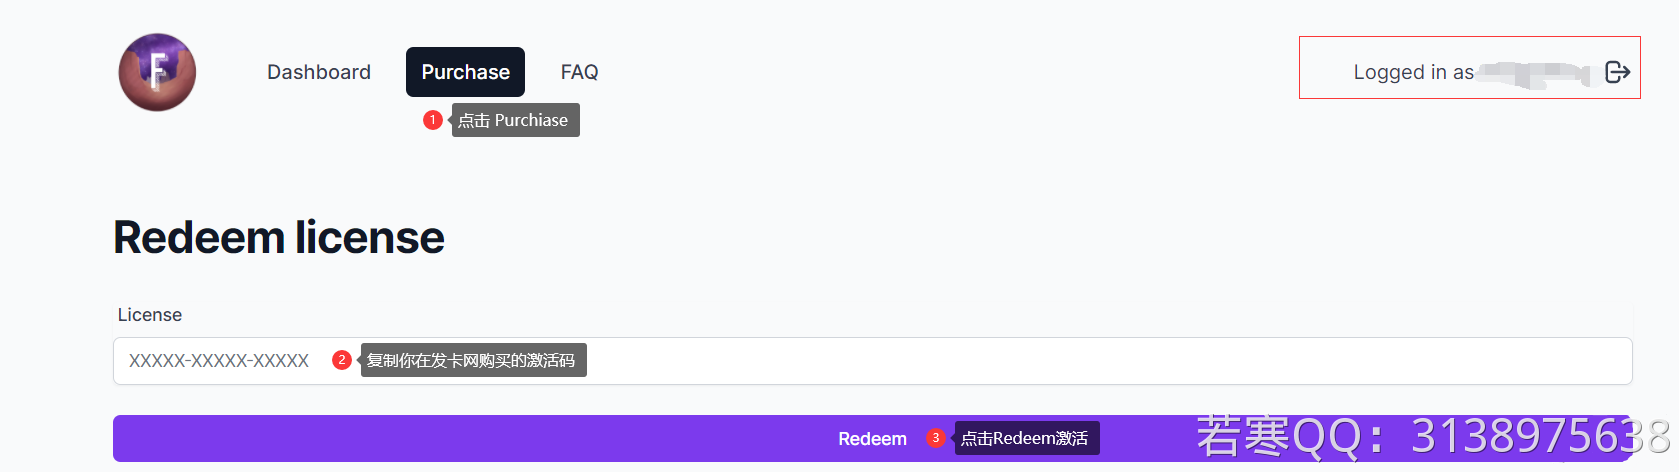 F
Dashboard Purchase FAQ Logged in as
1 点击 Purchiase
Redeem license
License
XXXXX-XXXXX-XXXXX 2 复制你在发卡网购买的激活码
Redeem 3 点击Redeem激活
若寒QQ：3138975638